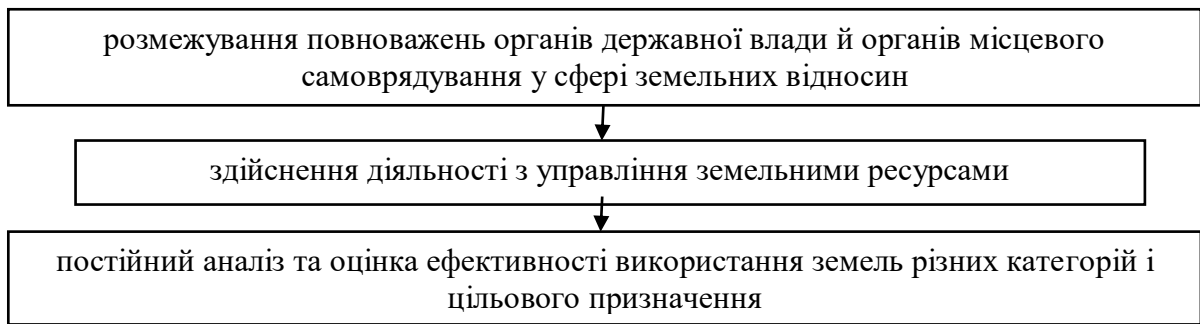 розмежування повноважень органів державної влади й органів місцевого
самоврядування у сфері земельних відносин
здійснення діяльності з управління земельними ресурсами
постійний аналіз та оцінка ефективності використання земель різних категорій і
цільового призначення